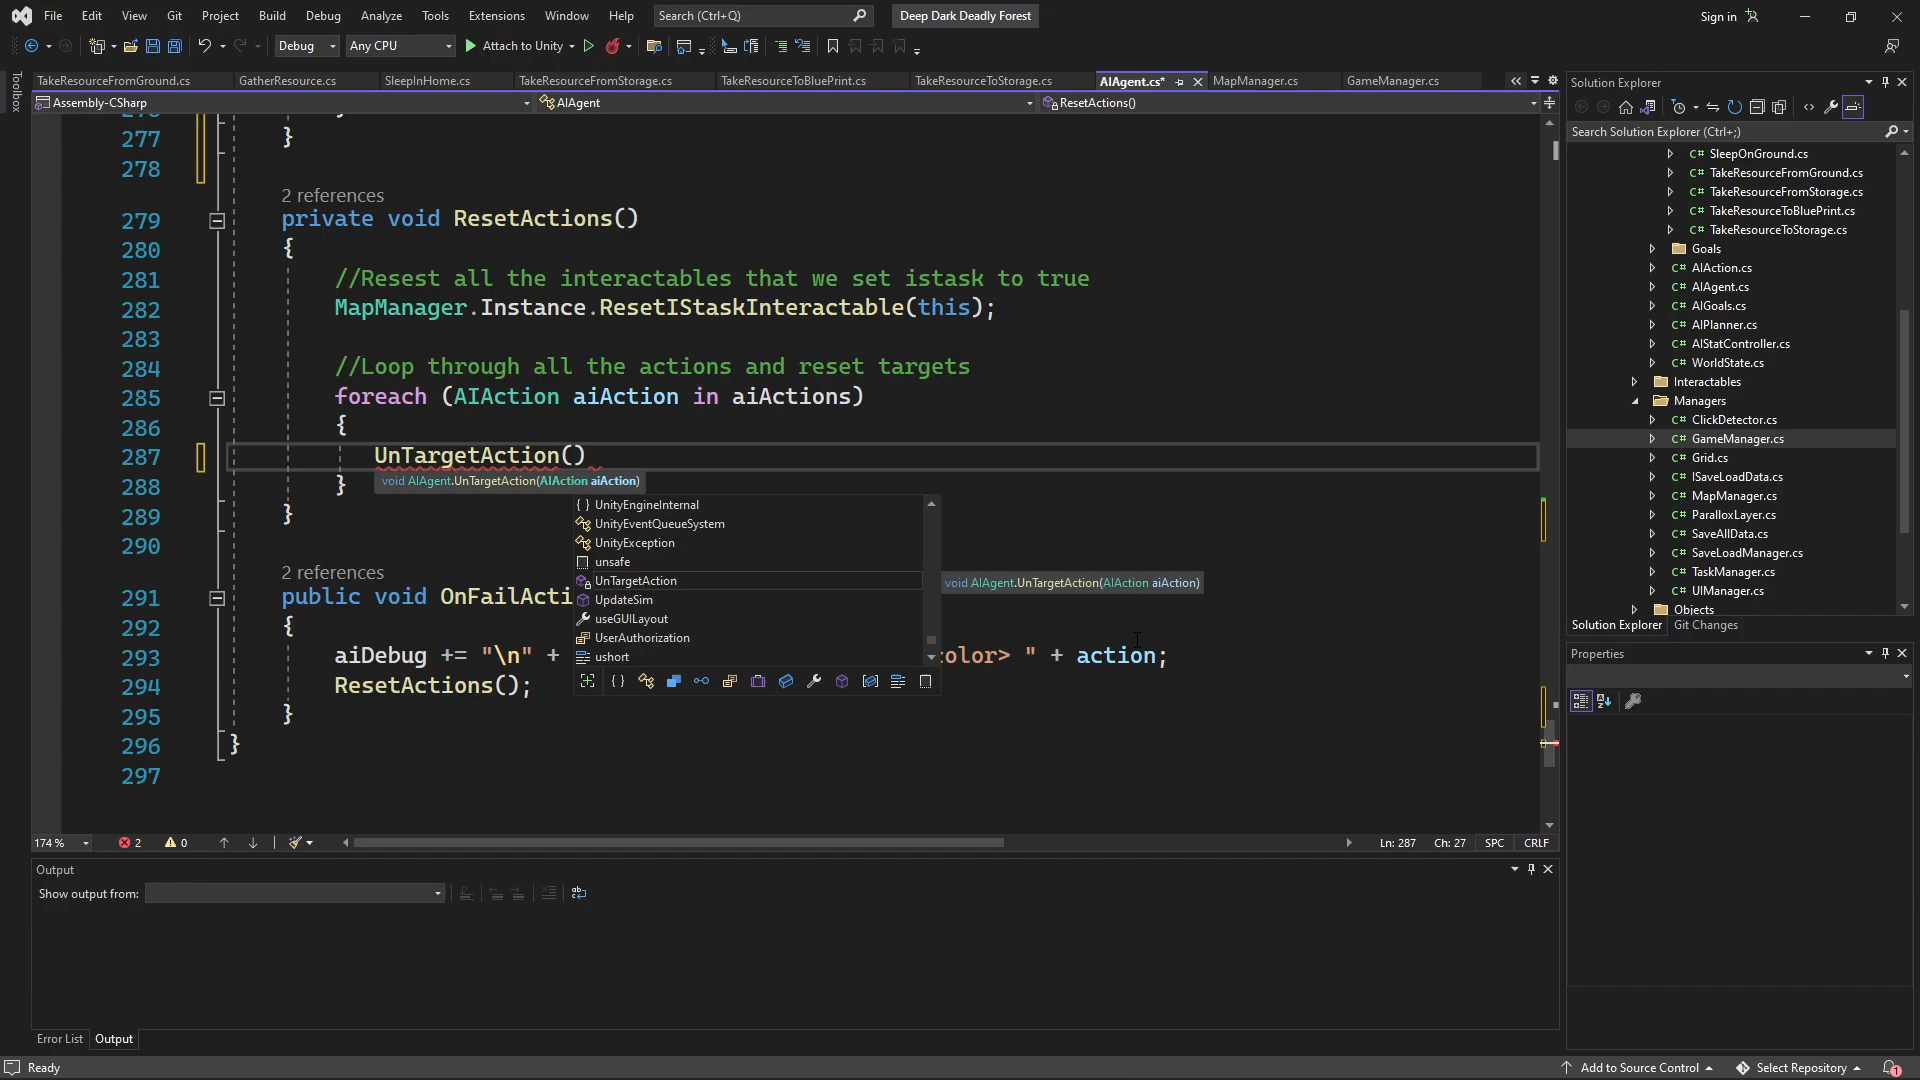 File Edit View Git Project Build Debug Analyze Tools Extensions Window Help Search (Ctrl+Q) Deep Dark Deadly Forest Sign in
Debug Any CPU Attach to Unity
Toolbox
TakeResourceFromGround.cs GatherResource.cs SleepInHome.cs TakeResourceFromStorage.cs TakeResourceToBluePrint.cs TakeResourceToStorage.cs AIAgent.cs* MapManager.cs GameManager.cs
Assembly-CSharp AIAgent ResetActions()
277 }
278
2 references
279 private void ResetActions()
280 {
281 //Resest all the interactables that we set istask to true
282 MapManager.Instance.ResetIStaskInteractable(this);
283
284 //Loop through all the actions and reset targets
285 foreach (AIAction aiAction in aiActions)
286 {
287 UnTargetAction()
void AIAgent.UnTargetAction(AIAction aiAction)
288 }
289 }
290
{ } UnityEngineInternal
UnityEventQueueSystem
UnityException
unsafe
UnTargetAction
void AIAgent.UnTargetAction(AIAction aiAction)
UpdateSim
useGUILayout
UserAuthorization
ushort
2 references
291 public void OnFailActi
292 {
293 aiDebug += "\n" + color> " + action;
294 ResetActions();
295 }
296 }
297
174 % 2 0 Ln: 287 Ch: 27 SPC CRLF
Output
Show output from:
Error List Output
Solution Explorer
Search Solution Explorer (Ctrl+;)
C# SleepOnGround.cs
C# TakeResourceFromGround.cs
C# TakeResourceFromStorage.cs
C# TakeResourceToBluePrint.cs
C# TakeResourceToStorage.cs
Goals
C# AIAction.cs
C# AIAgent.cs
C# AIGoals.cs
C# AIPlanner.cs
C# AIStatController.cs
C# WorldState.cs
Interactables
Managers
C# ClickDetector.cs
C# GameManager.cs
C# Grid.cs
C# ISaveLoadData.cs
C# MapManager.cs
C# ParalloxLayer.cs
C# SaveAllData.cs
C# SaveLoadManager.cs
C# TaskManager.cs
C# UIManager.cs
Objects
Solution Explorer Git Changes
Properties
Ready Add to Source Control Select Repository 1